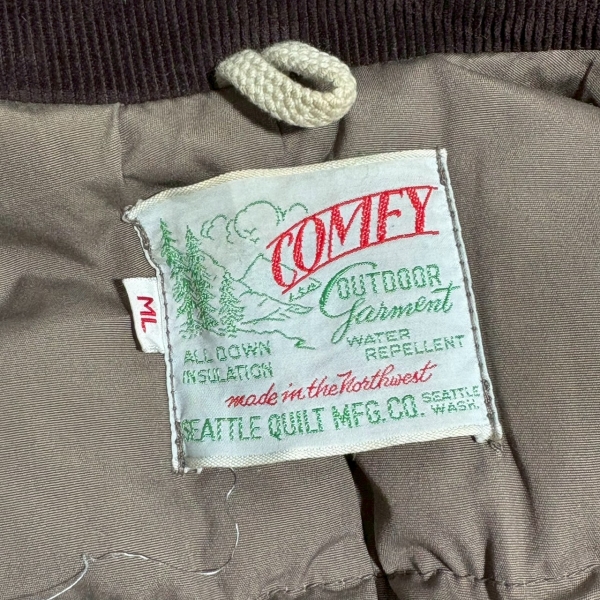 COMFY
OUTDOOR
Garment
ALL DOWN
INSULATION
WATER
REPELLENT
made in the Northwest
SEATTLE QUILT MFG. CO. SEATTLE
WASH.
ML